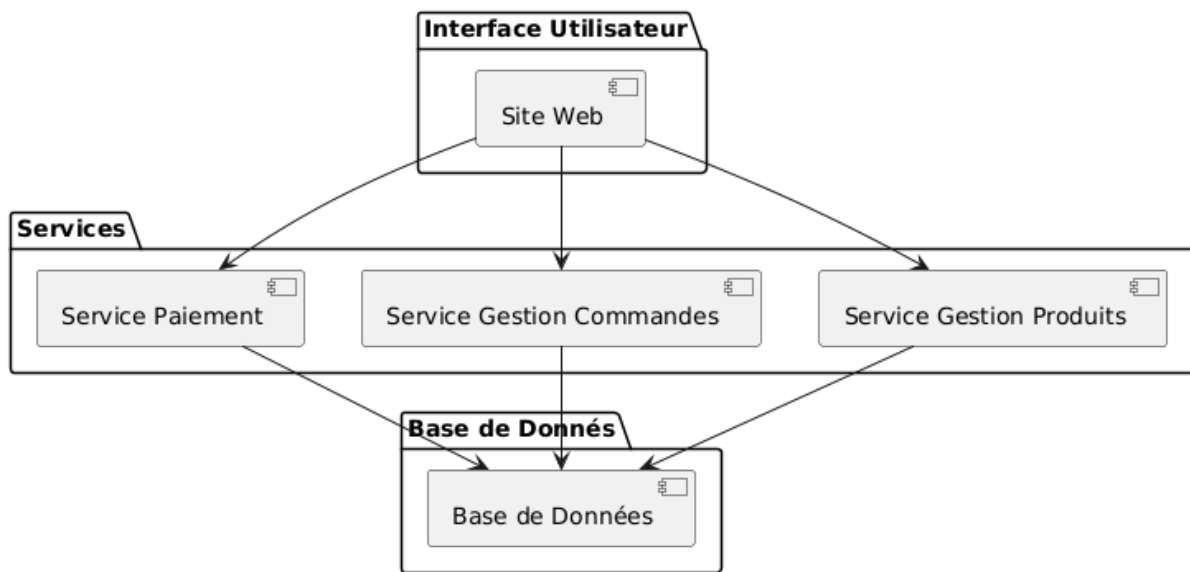 Interface Utilisateur
Site Web
Services
Service Paiement
Service Gestion Commandes
Service Gestion Produits
Base de Donnés
Base de Données